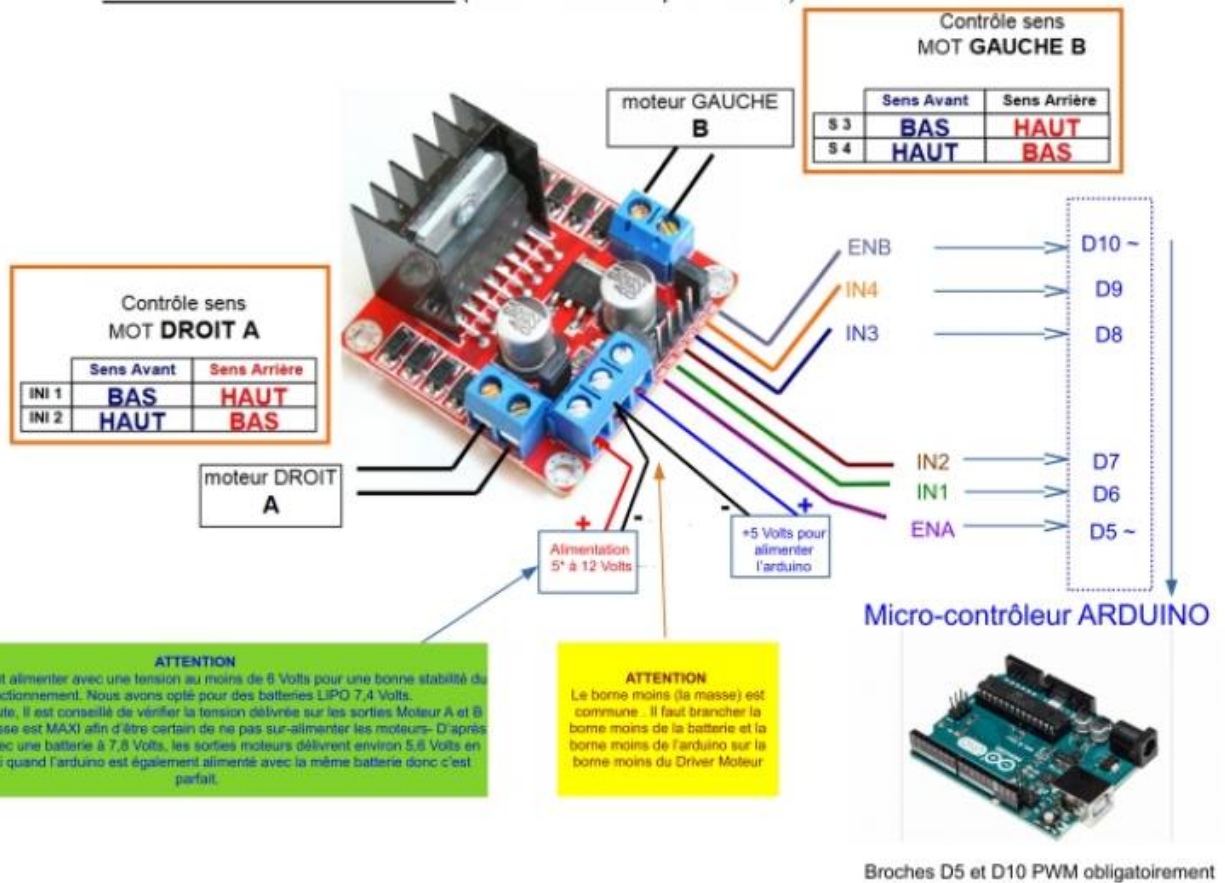 Contrôle sens
MOT GAUCHE B
Sens Avant Sens Arrière
S 3 BAS HAUT
S 4 HAUT BAS
moteur GAUCHE
B
ENB D10 ~
IN4 D9
IN3 D8
Contrôle sens
MOT DROIT A
Sens Avant Sens Arrière
INI 1 BAS HAUT
INI 2 HAUT BAS
moteur DROIT
A
IN2 D7
IN1 D6
ENA D5 ~
+ -
Alimentation
5* à 12 Volts
- +
+5 Volts pour
alimenter
l'arduino
Micro-contrôleur ARDUINO
ATTENTION
alimenter avec une tension au moins de 6 Volts pour une bonne stabilité du
Nous avons opté pour des batteries LIPO 7,4 Volts.
Il est conseillé de vérifier la tension délivrée sur les sorties Moteur A et B
est MAXI afin d'être certain de ne pas sur-alimenter les moteurs- D'après
une batterie à 7,8 Volts, les sorties moteurs délivrent environ 5,6 Volts en
quand l'arduino est également alimenté avec la même batterie donc c'est
parfait.
ATTENTION
Le borne moins (la masse) est
commune . Il faut brancher la
borne moins de la batterie et la
borne moins de l'arduino sur la
borne moins du Driver Moteur
Broches D5 et D10 PWM obligatoirement